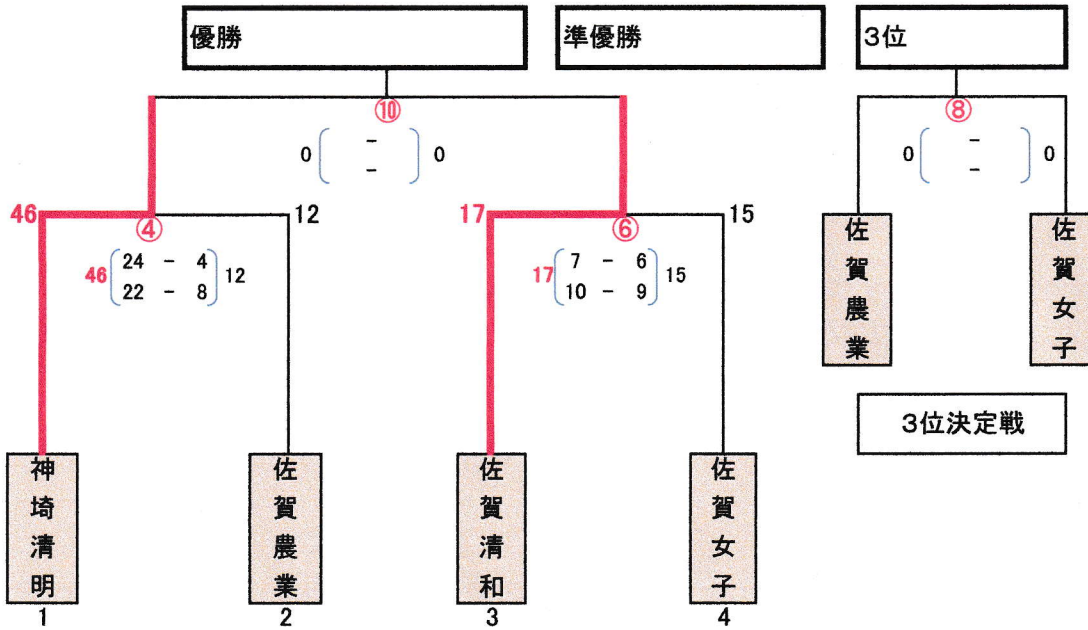 優勝
準優勝
3位
⑩
0 ( - ) 0
-
⑧
0 ( - ) 0
-
46
④
12
46 ( 24 - 4 ) 12
22 - 8
17
⑥
15
17 ( 7 - 6 ) 15
10 - 9
佐賀農業
佐賀女子
3位決定戦
神埼清明
佐賀農業
佐賀清和
佐賀女子
1
2
3
4